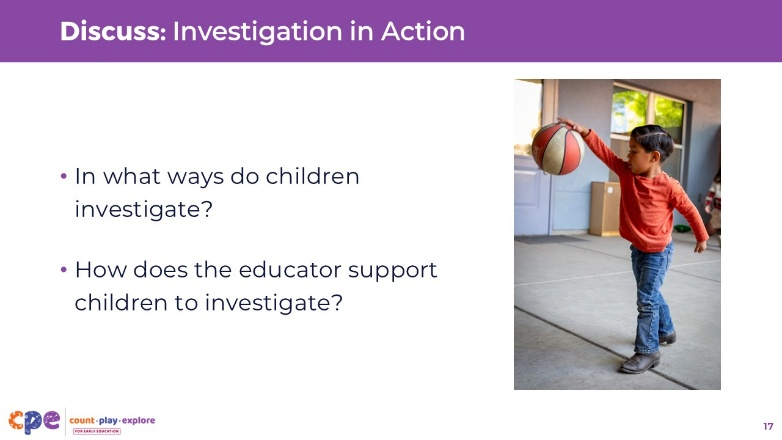 Discuss: Investigation in Action
• In what ways do children
investigate?
• How does the educator support
children to investigate?
cpe
count·play·explore
FOR EARLY EDUCATION
17